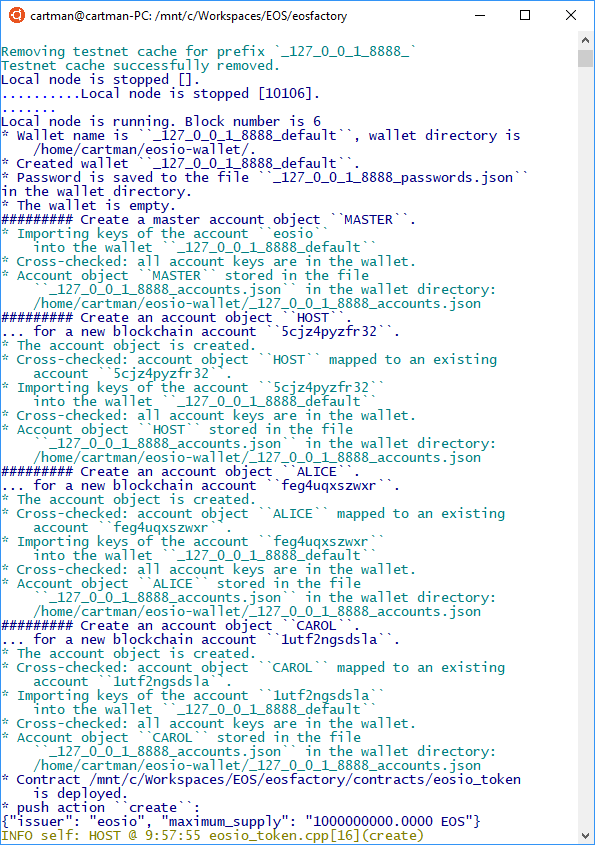 cartman@cartman-PC: /mnt/c/Workspaces/EOS/eosfactory
Removing testnet cache for prefix `_127_0_0_1_8888_`
Testnet cache successfully removed.
Local node is stopped [].
..........Local node is stopped [10106].
.......
Local node is running. Block number is 6
* Wallet name is ``_127_0_0_1_8888_default``, wallet directory is
    /home/cartman/eosio-wallet/.
* Created wallet ``_127_0_0_1_8888_default``.
* Password is saved to the file ``_127_0_0_1_8888_passwords.json``
in the wallet directory.
* The wallet is empty.
######### Create a master account object ``MASTER``.
* Importing keys of the account ``eosio``
    into the wallet ``_127_0_0_1_8888_default``
* Cross-checked: all account keys are in the wallet.
* Account object ``MASTER`` stored in the file
    ``_127_0_0_1_8888_accounts.json`` in the wallet directory:
    /home/cartman/eosio-wallet/_127_0_0_1_8888_accounts.json
######### Create an account object ``HOST``.
... for a new blockchain account ``5cjz4pyzfr32``.
* The account object is created.
* Cross-checked: account object ``HOST`` mapped to an existing
    account ``5cjz4pyzfr32``.
* Importing keys of the account ``5cjz4pyzfr32``
    into the wallet ``_127_0_0_1_8888_default``
* Cross-checked: all account keys are in the wallet.
* Account object ``HOST`` stored in the file
    ``_127_0_0_1_8888_accounts.json`` in the wallet directory:
    /home/cartman/eosio-wallet/_127_0_0_1_8888_accounts.json
######### Create an account object ``ALICE``.
... for a new blockchain account ``feg4uqxszwxr``.
* The account object is created.
* Cross-checked: account object ``ALICE`` mapped to an existing
    account ``feg4uqxszwxr``.
* Importing keys of the account ``feg4uqxszwxr``
    into the wallet ``_127_0_0_1_8888_default``
* Cross-checked: all account keys are in the wallet.
* Account object ``ALICE`` stored in the file
    ``_127_0_0_1_8888_accounts.json`` in the wallet directory:
    /home/cartman/eosio-wallet/_127_0_0_1_8888_accounts.json
######### Create an account object ``CAROL``.
... for a new blockchain account ``1utf2ngsdsla``.
* The account object is created.
* Cross-checked: account object ``CAROL`` mapped to an existing
    account ``1utf2ngsdsla``.
* Importing keys of the account ``1utf2ngsdsla``
    into the wallet ``_127_0_0_1_8888_default``
* Cross-checked: all account keys are in the wallet.
* Account object ``CAROL`` stored in the file
    ``_127_0_0_1_8888_accounts.json`` in the wallet directory:
    /home/cartman/eosio-wallet/_127_0_0_1_8888_accounts.json
* Contract /mnt/c/Workspaces/EOS/eosfactory/contracts/eosio_token
    is deployed.
* push action ``create``:
{"issuer": "eosio", "maximum_supply": "1000000000.0000 EOS"}
INFO self: HOST @ 9:57:55 eosio_token.cpp[16](create)